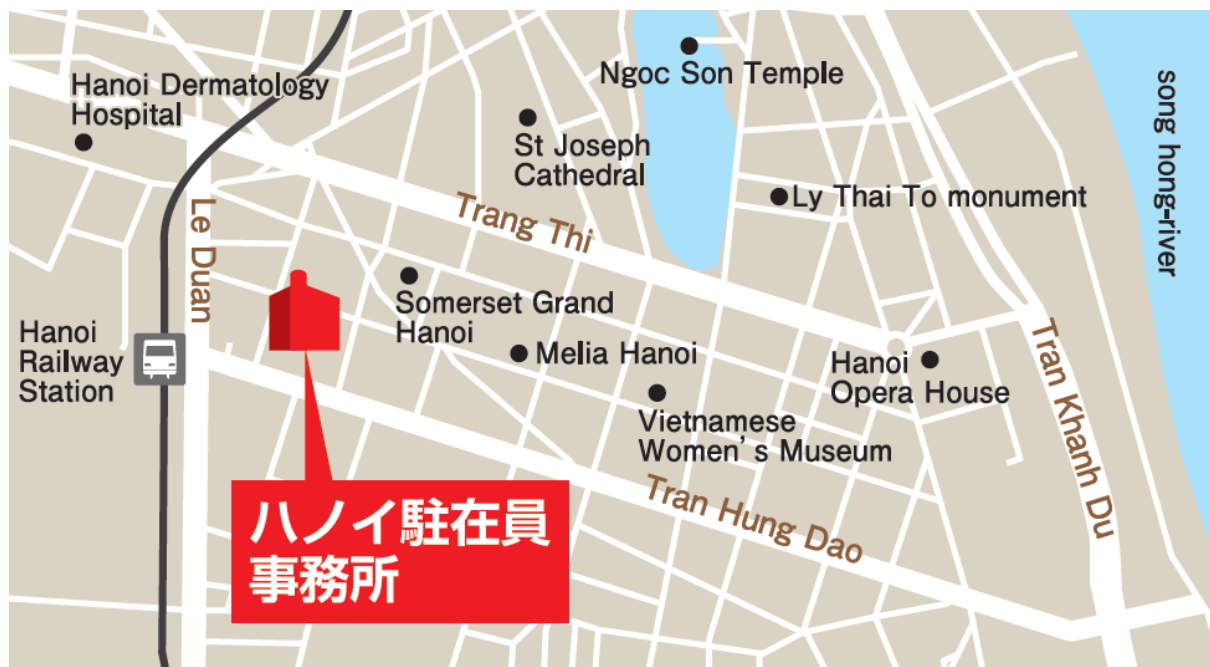 Hanoi Dermatology
Hospital
Ngoc Son Temple
St Joseph
Cathedral
song hong-river
Ly Thai To monument
Trang Thi
Le Duan
Somerset Grand
Hanoi
Hanoi
Railway
Station
Melia Hanoi
Hanoi
Opera House
Tran Khanh Du
Vietnamese
Women's Museum
Tran Hung Dao
ハノイ駐在員
事務所